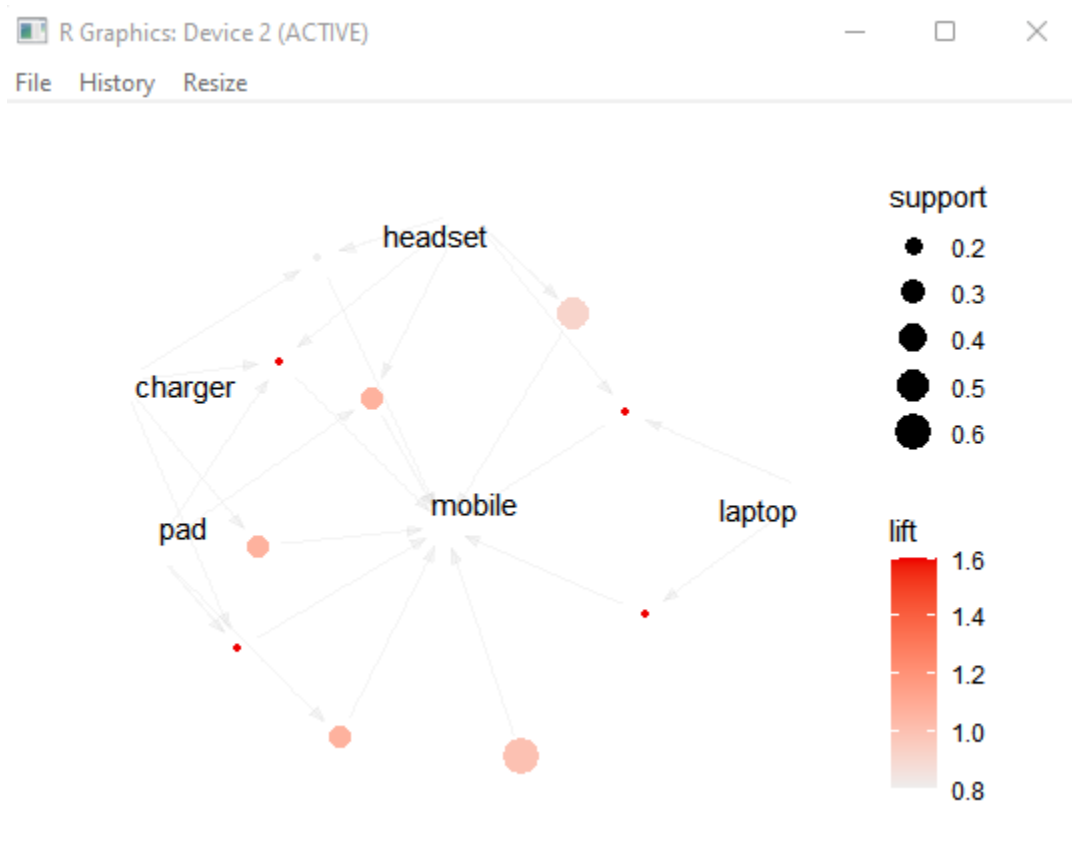 R Graphics: Device 2 (ACTIVE)
File History Resize
headset
charger
mobile
laptop
pad
support
0.2
0.3
0.4
0.5
0.6
lift
1.6
1.4
1.2
1.0
0.8